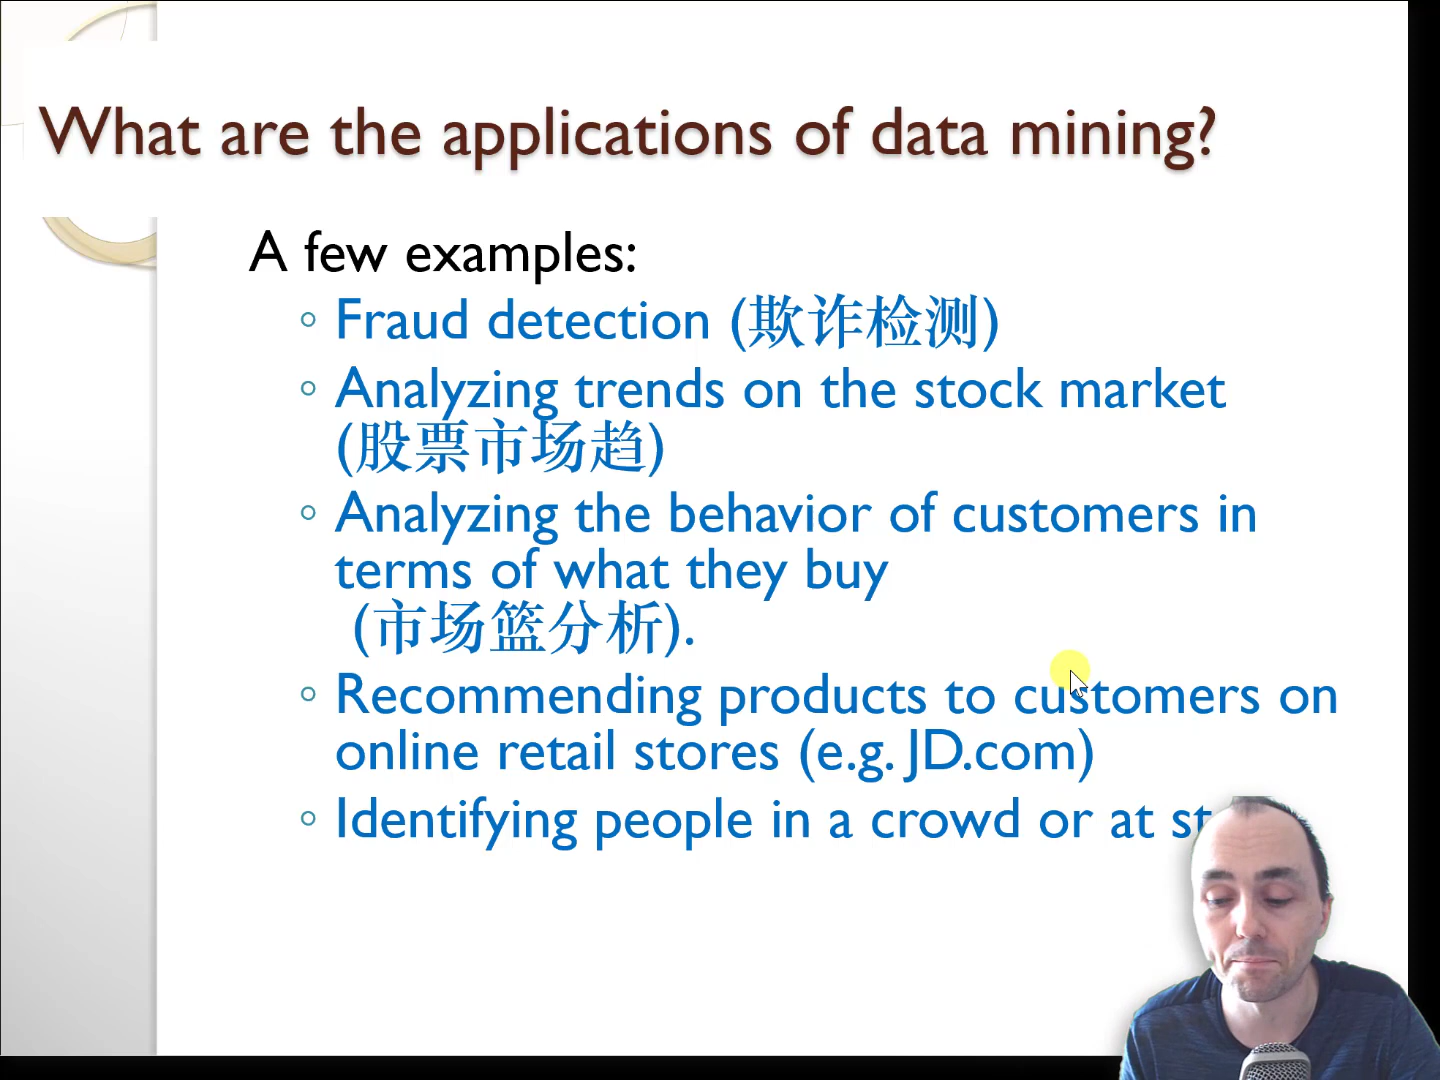 What are the applications of data mining?
A few examples:
Fraud detection (欺诈检测)
Analyzing trends on the stock market
(股票市场趋)
Analyzing the behavior of customers in
terms of what they buy
(市场篮分析).
Recommending products to customers on
online retail stores (e.g. JD.com)
Identifying people in a crowd or at